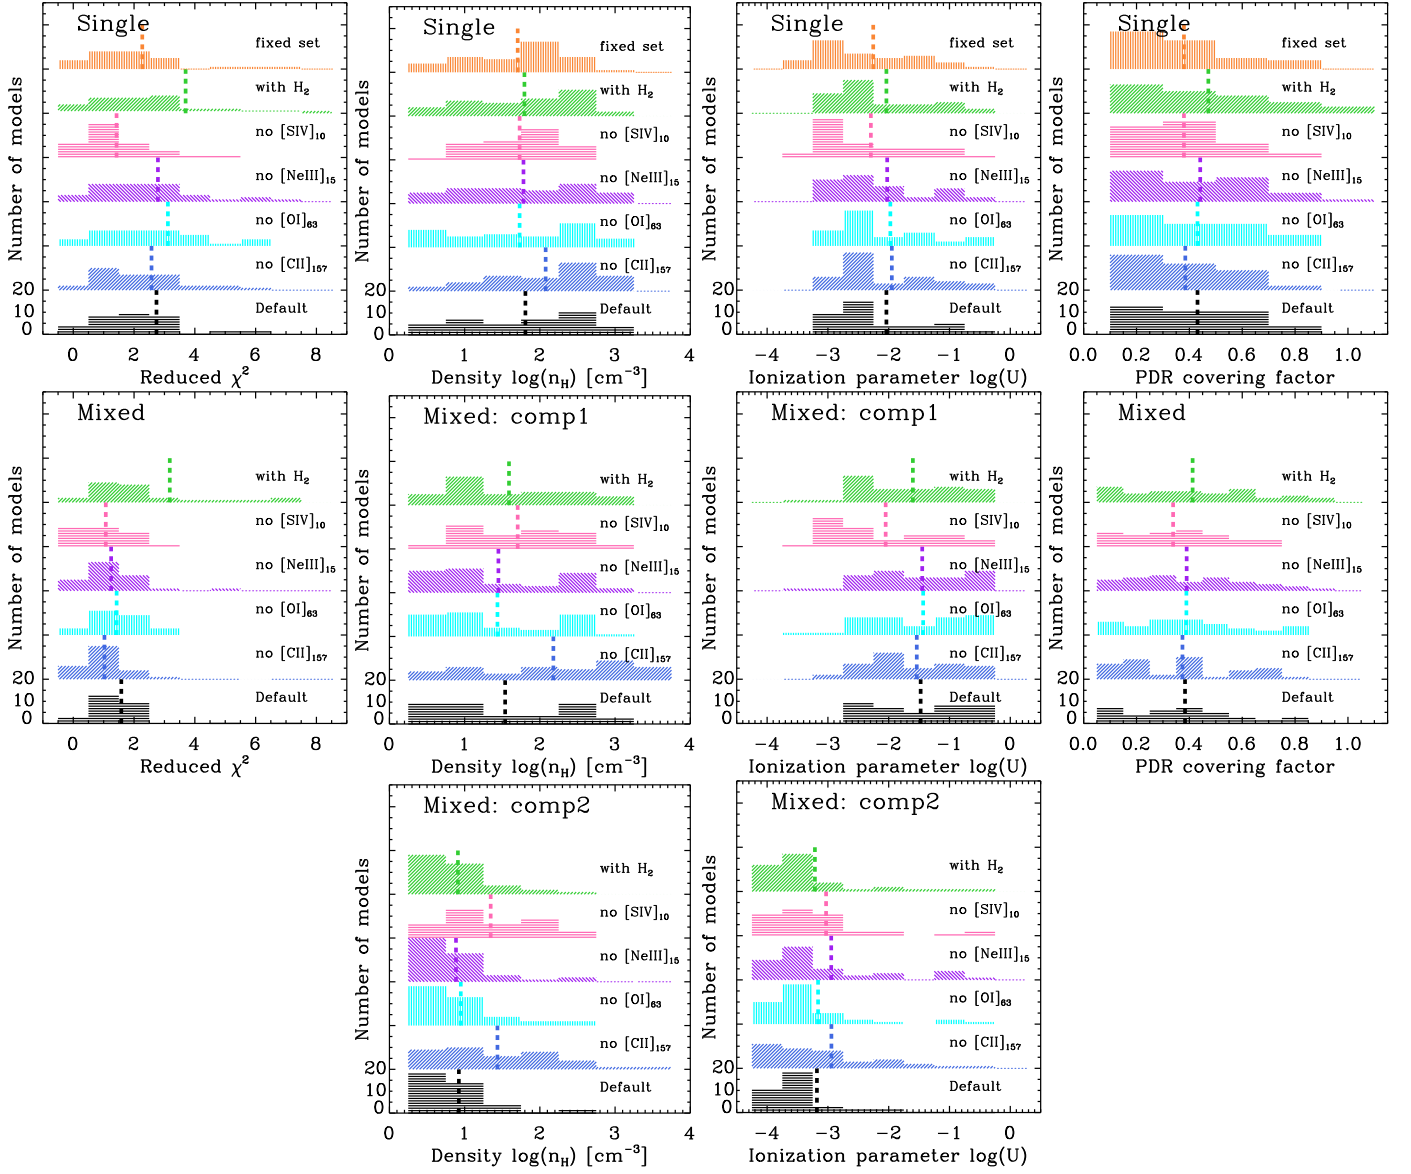 Single
fixed set
with H2
no [SIV]10
no [NeIII]15
no [OI]63
no [CII]157
Default
Number of models
20
10
0
0 2 4 6 8
Reduced χ²
Single
fixed set
with H2
no [SIV]10
no [NeIII]15
no [OI]63
no [CII]157
Default
Number of models
20
10
0
0 1 2 3 4
Density log(nH) [cm⁻³]
Single
fixed set
with H2
no [SIV]10
no [NeIII]15
no [OI]63
no [CII]157
Default
Number of models
20
10
0
−4 −3 −2 −1 0
Ionization parameter log(U)
Single
fixed set
with H2
no [SIV]10
no [NeIII]15
no [OI]63
no [CII]157
Default
Number of models
20
10
0
0.0 0.2 0.4 0.6 0.8 1.0
PDR covering factor
Mixed
with H2
no [SIV]10
no [NeIII]15
no [OI]63
no [CII]157
Default
Number of models
20
10
0
0 2 4 6 8
Reduced χ²
Mixed: comp1
with H2
no [SIV]10
no [NeIII]15
no [OI]63
no [CII]157
Default
Number of models
20
10
0
0 1 2 3 4
Density log(nH) [cm⁻³]
Mixed: comp1
with H2
no [SIV]10
no [NeIII]15
no [OI]63
no [CII]157
Default
Number of models
20
10
0
−4 −3 −2 −1 0
Ionization parameter log(U)
Mixed
with H2
no [SIV]10
no [NeIII]15
no [OI]63
no [CII]157
Default
Number of models
20
10
0
0.0 0.2 0.4 0.6 0.8 1.0
PDR covering factor
Mixed: comp2
with H2
no [SIV]10
no [NeIII]15
no [OI]63
no [CII]157
Default
Number of models
20
10
0
0 1 2 3 4
Density log(nH) [cm⁻³]
Mixed: comp2
with H2
no [SIV]10
no [NeIII]15
no [OI]63
no [CII]157
Default
Number of models
20
10
0
−4 −3 −2 −1 0
Ionization parameter log(U)